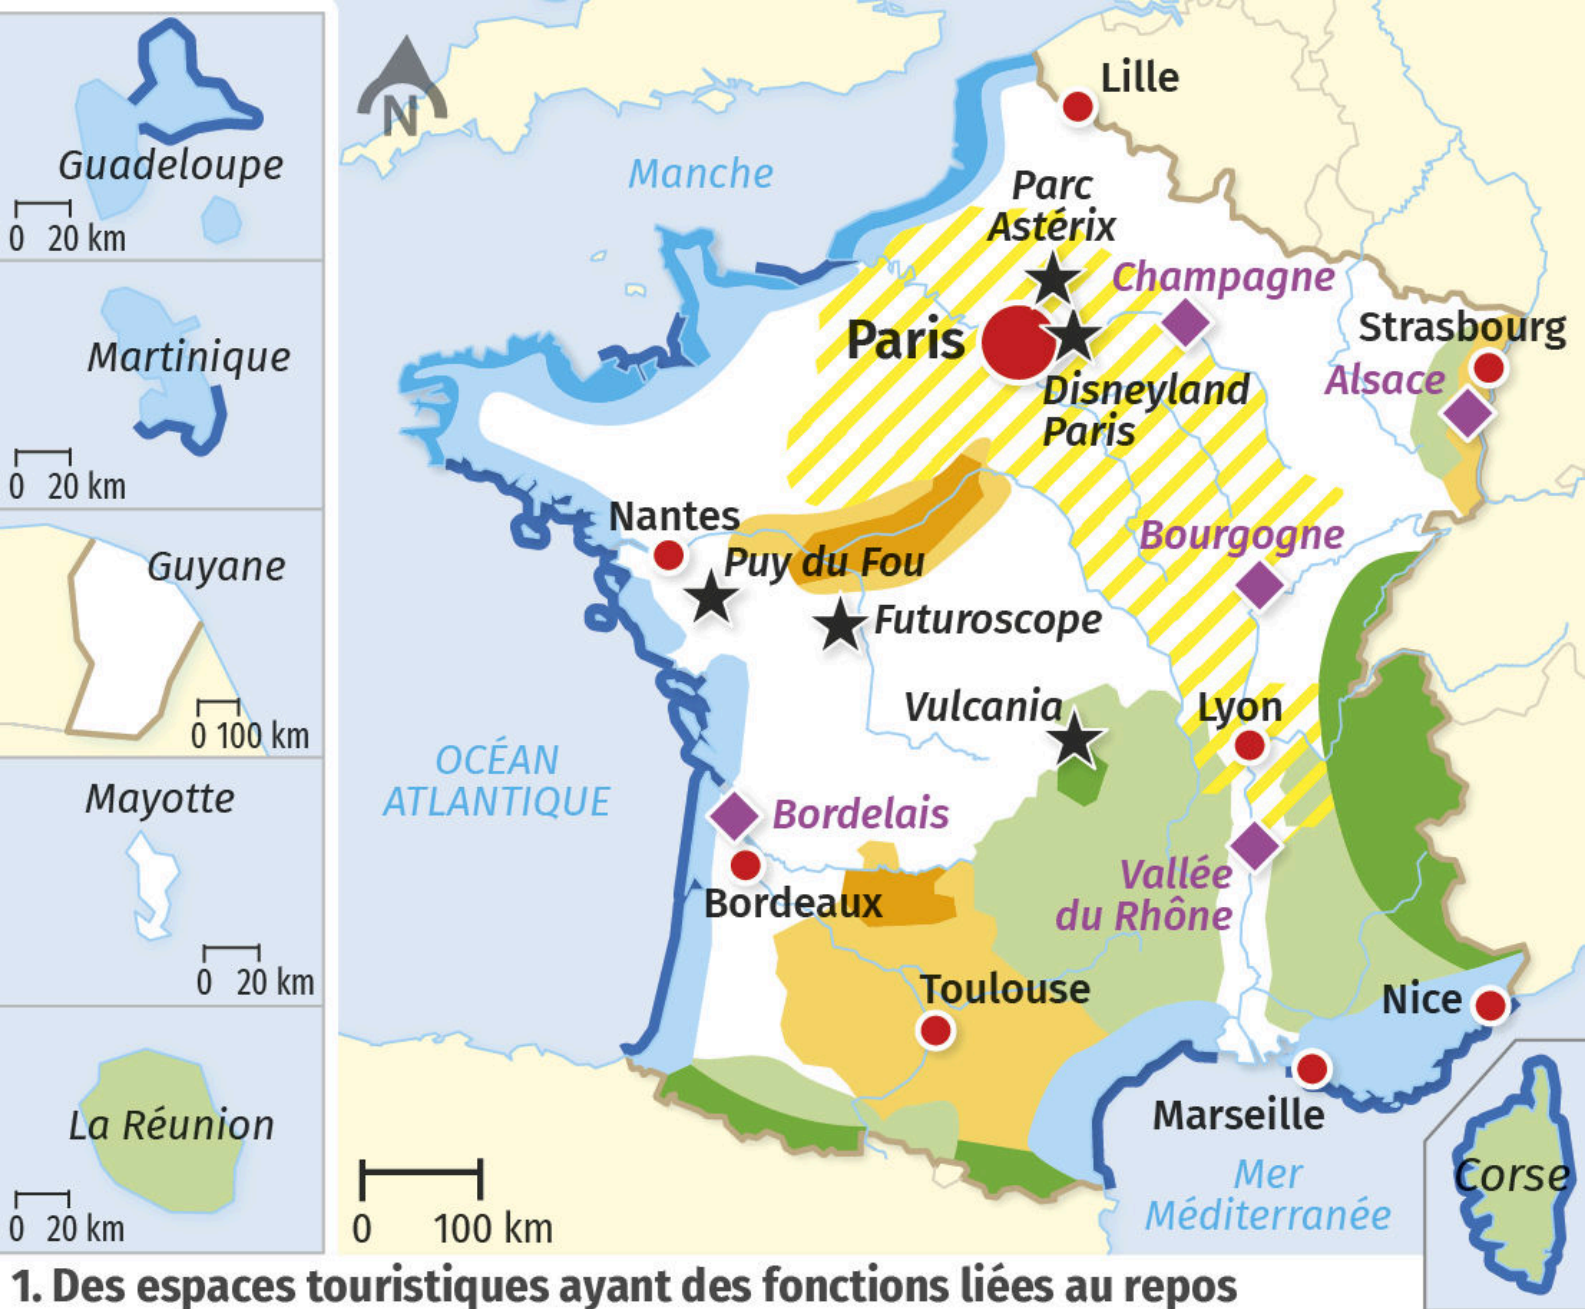 Guadeloupe
0 20 km
Martinique
0 20 km
Guyane
0 100 km
Mayotte
0 20 km
La Réunion
0 20 km
N
Manche
Lille
Parc
Astérix
Champagne
Paris
Strasbourg
Alsace
Disneyland
Paris
Nantes
Puy du Fou
Bourgogne
Futuroscope
Vulcania
Lyon
OCÉAN
ATLANTIQUE
Bordelais
Bordeaux
Vallée
du Rhône
Toulouse
Nice
Marseille
Mer
Méditerranée
Corse
0 100 km
1. Des espaces touristiques ayant des fonctions liées au repos